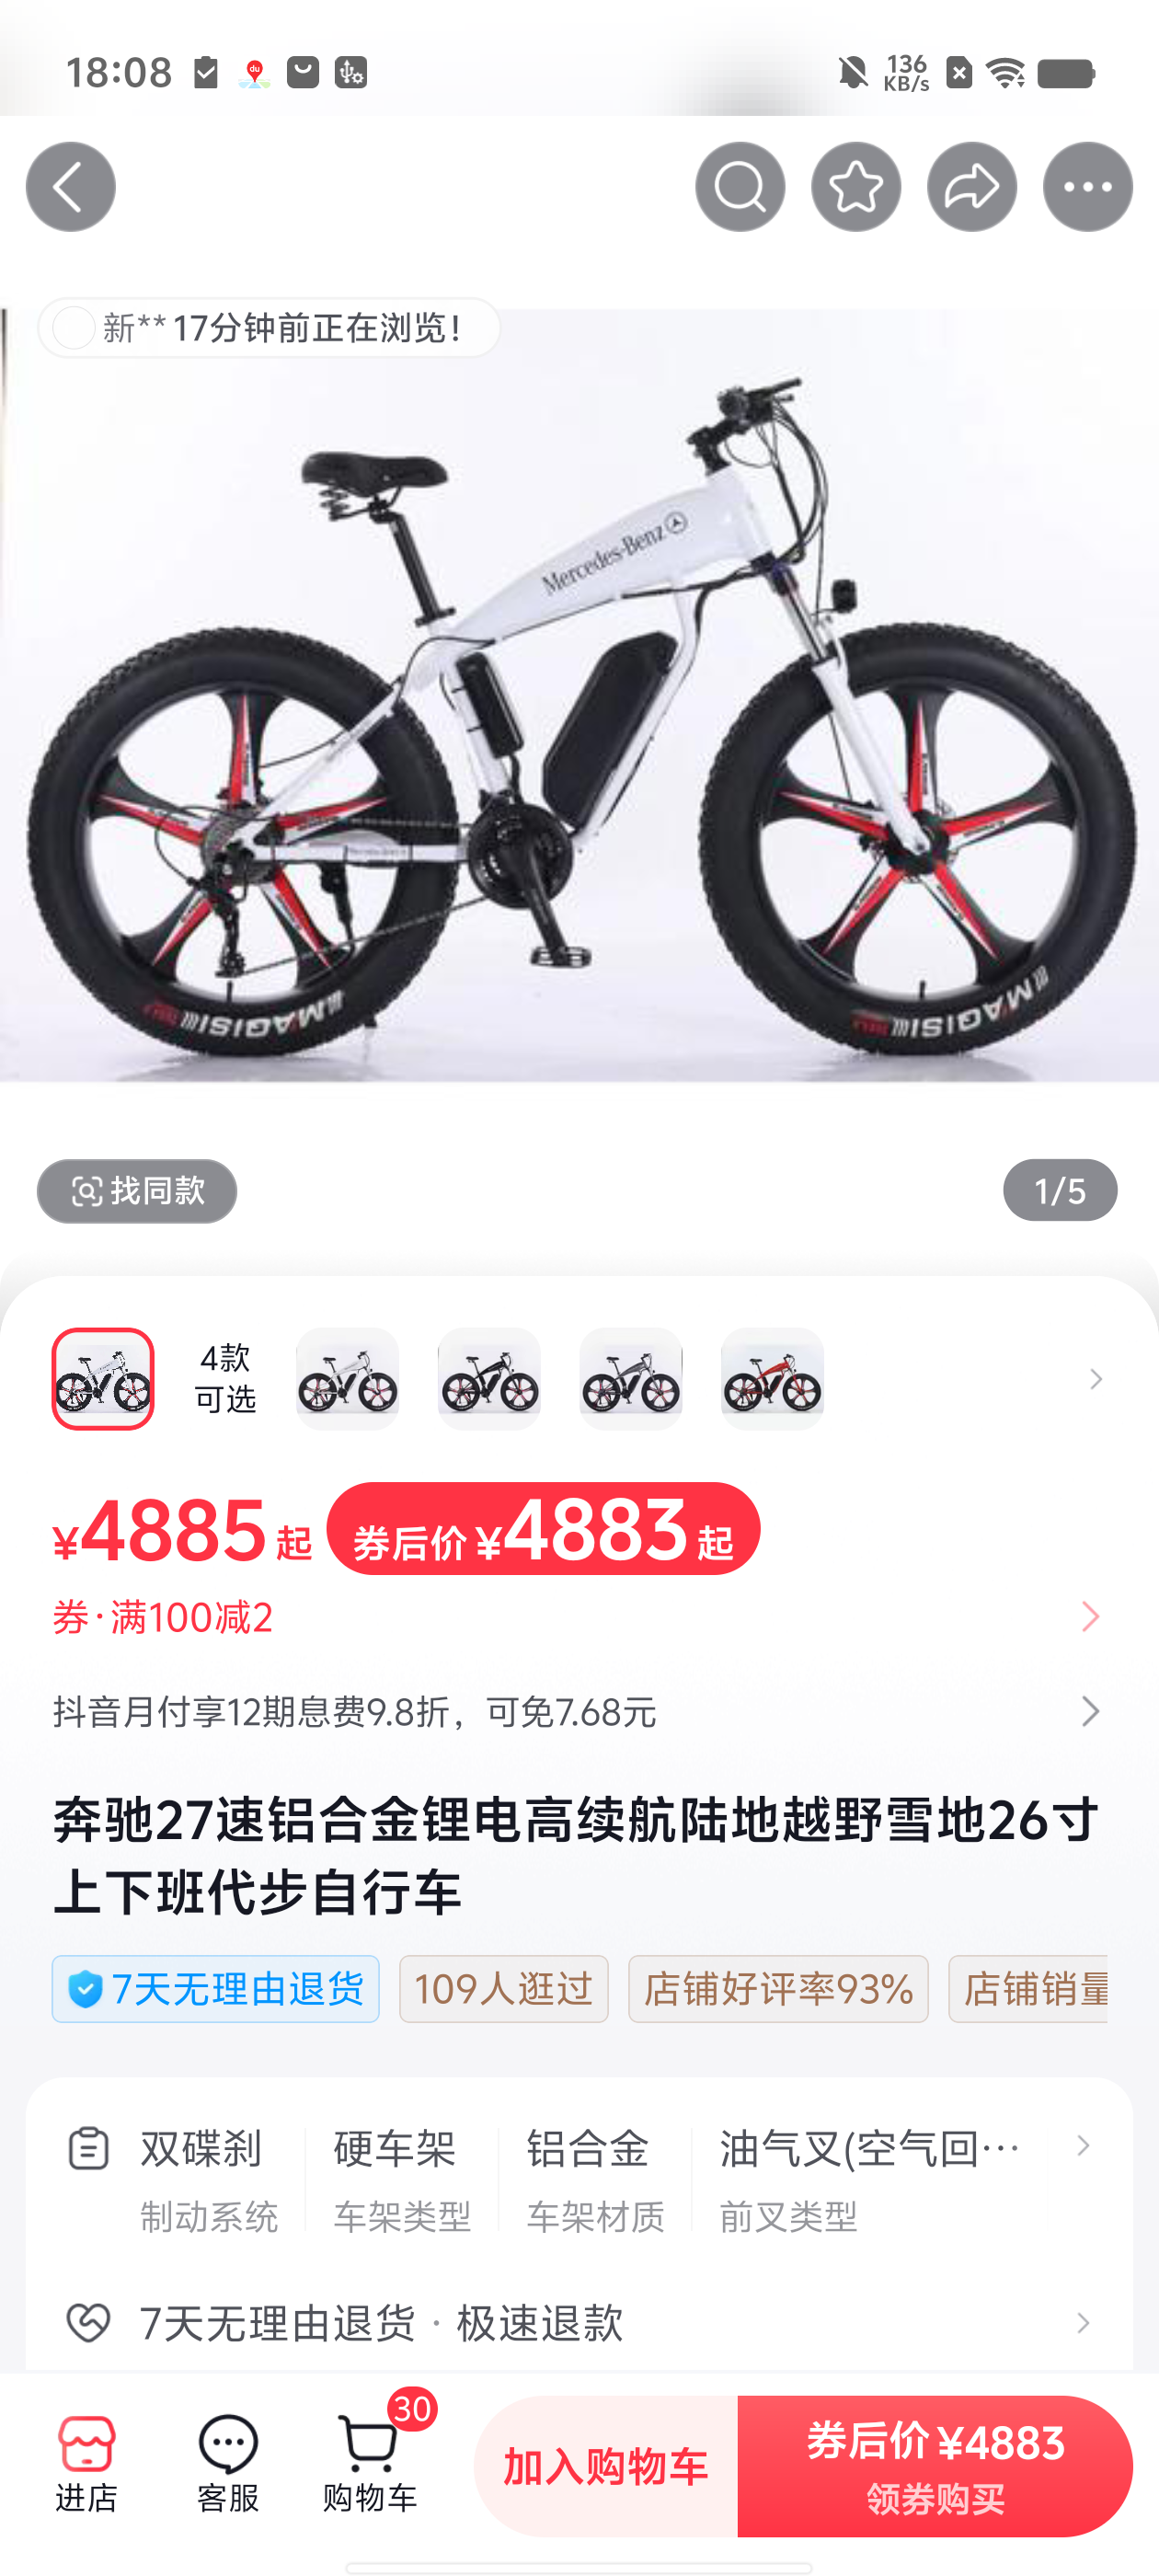 18:08
136
KB/s
新** 17分钟前正在浏览！
Mercedes-Benz
MAQISI
MAQISI
找同款
1/5
4款
可选
¥4885起 券后价 ¥4883起
券·满100减2
抖音月付享12期息费9.8折，可免7.68元
奔驰27速铝合金锂电高续航陆地越野雪地26寸
上下班代步自行车
7天无理由退货 109人逛过 店铺好评率93% 店铺销量
双碟刹 硬车架 铝合金 油气叉(空气回…
制动系统 车架类型 车架材质 前叉类型
7天无理由退货 · 极速退款
30
进店 客服 购物车
加入购物车
券后价 ¥4883
领券购买